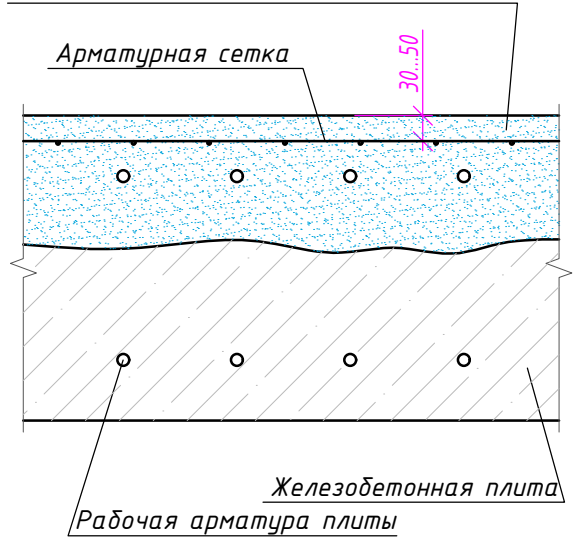 Арматурная сетка
30...50
Железобетонная плита
Рабочая арматура плиты